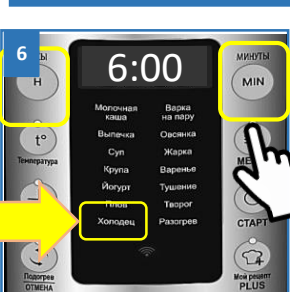 6
6:00
МИНУТЫ
H
MIN
Молочная каша
Варка на пару
Выпечка
Овсянка
t°
Суп
Жарка
Температура
Крупа
Варенье
Йогурт
Тушение
Плов
Творог
Холодец
Разогрев
СТАРТ
Подогрев
ОТМЕНА
Мой рецепт
PLUS